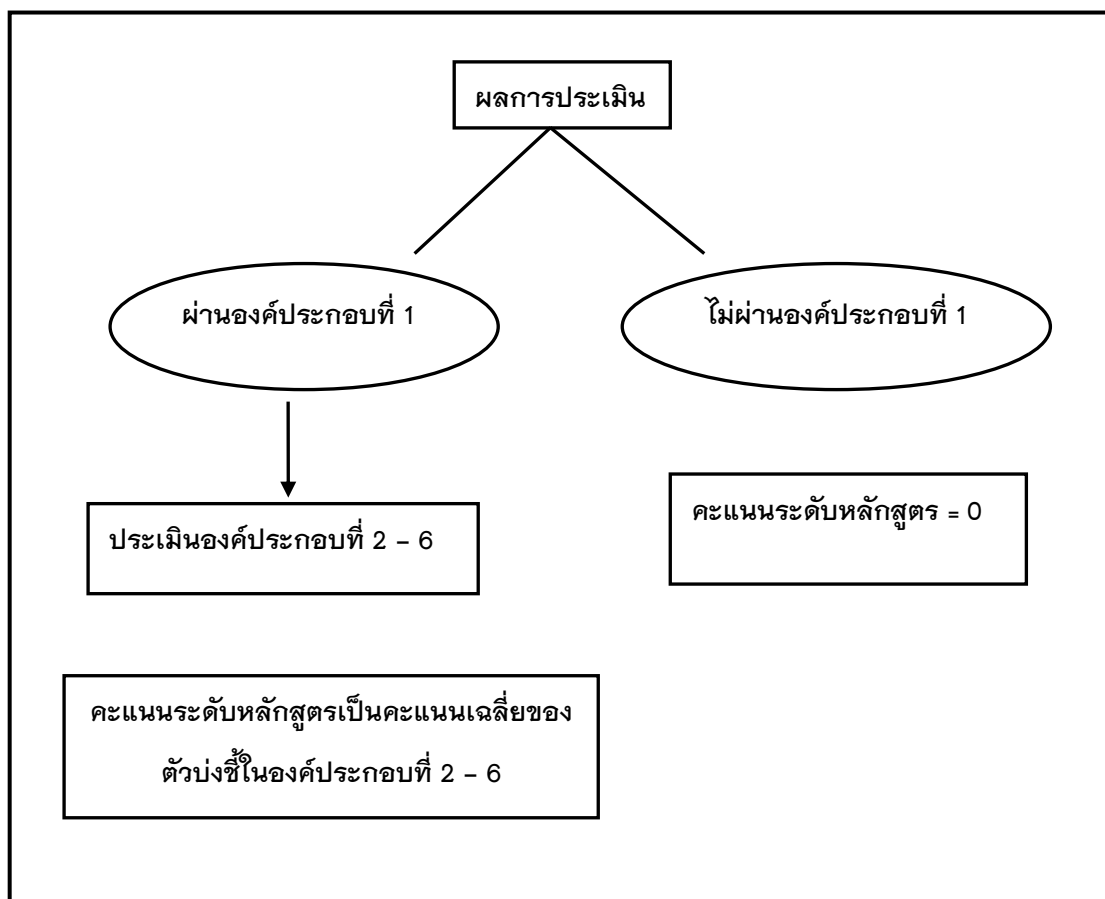 ผลการประเมิน
ผ่านองค์ประกอบที่ 1
ไม่ผ่านองค์ประกอบที่ 1
ประเมินองค์ประกอบที่ 2 – 6
คะแนนระดับหลักสูตร = 0
คะแนนระดับหลักสูตรเป็นคะแนนเฉลี่ยของ
ตัวบ่งชี้ในองค์ประกอบที่ 2 – 6